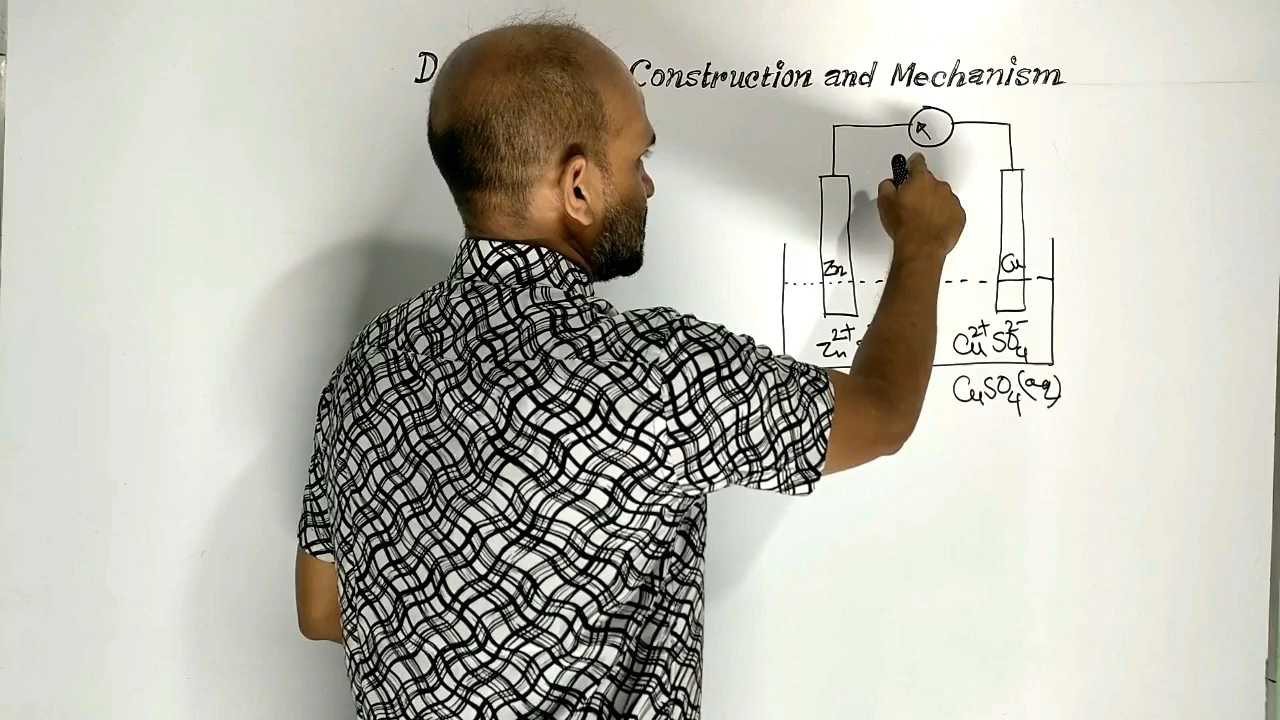 D Construction and Mechanism
Zn Cu
Zn2+ Cu2+ SO42-
CuSO4(aq)